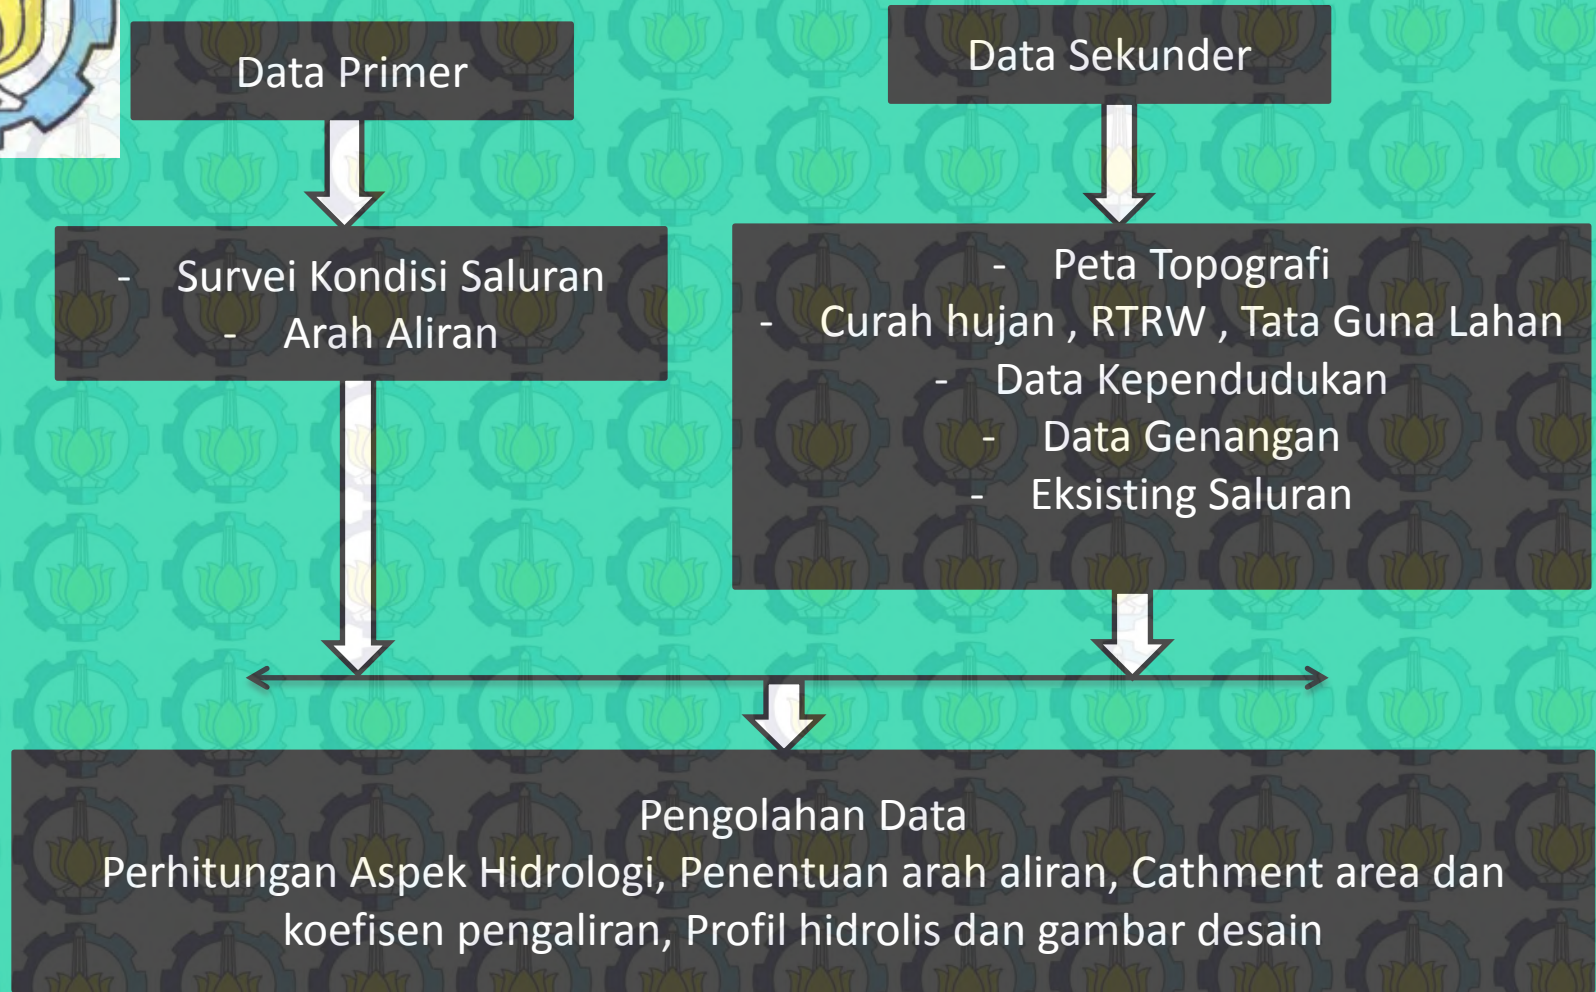 Data Primer
Data Sekunder
- Survei Kondisi Saluran
- Arah Aliran
- Peta Topografi
- Curah hujan , RTRW , Tata Guna Lahan
- Data Kependudukan
- Data Genangan
- Eksisting Saluran
Pengolahan Data
Perhitungan Aspek Hidrologi, Penentuan arah aliran, Cathment area dan
koefisen pengaliran, Profil hidrolis dan gambar desain